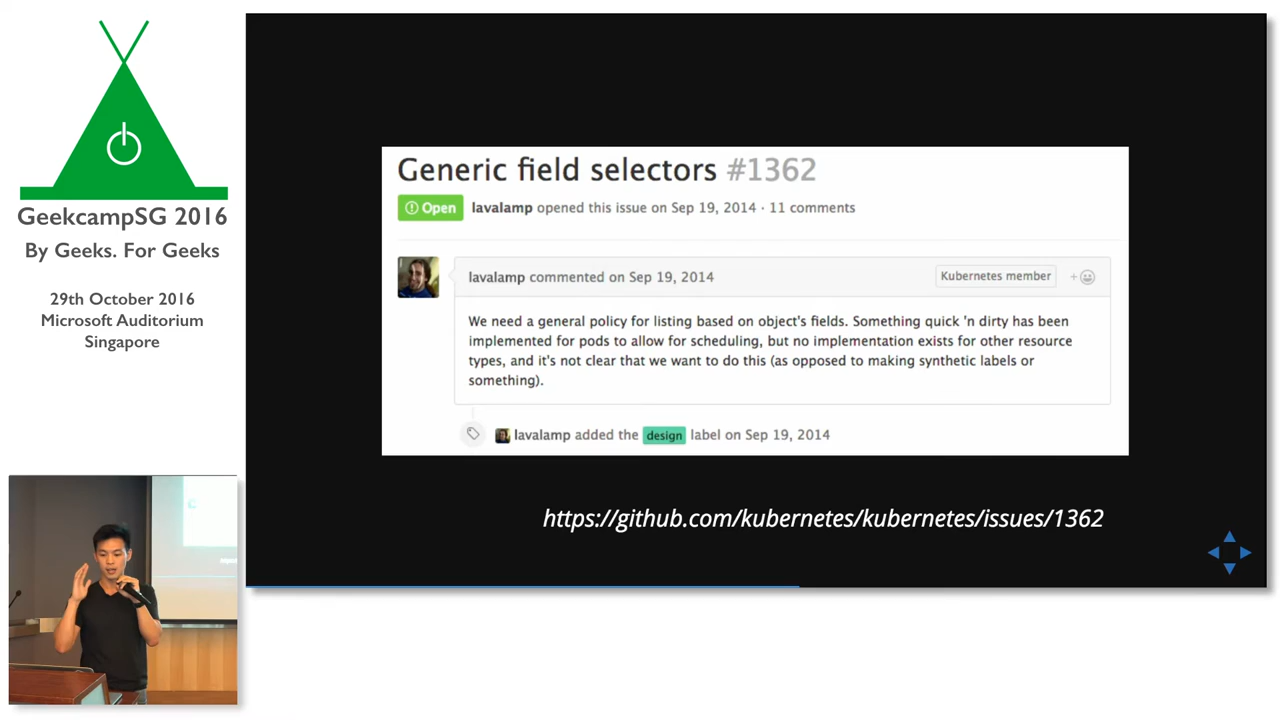 GeekcampSG 2016
By Geeks. For Geeks
29th October 2016
Microsoft Auditorium
Singapore
Generic field selectors #1362
Open lavalamp opened this issue on Sep 19, 2014 · 11 comments
lavalamp commented on Sep 19, 2014
Kubernetes member
We need a general policy for listing based on object's fields. Something quick 'n dirty has been
implemented for pods to allow for scheduling, but no implementation exists for other resource
types, and it's not clear that we want to do this (as opposed to making synthetic labels or
something).
lavalamp added the design label on Sep 19, 2014
https://github.com/kubernetes/kubernetes/issues/1362